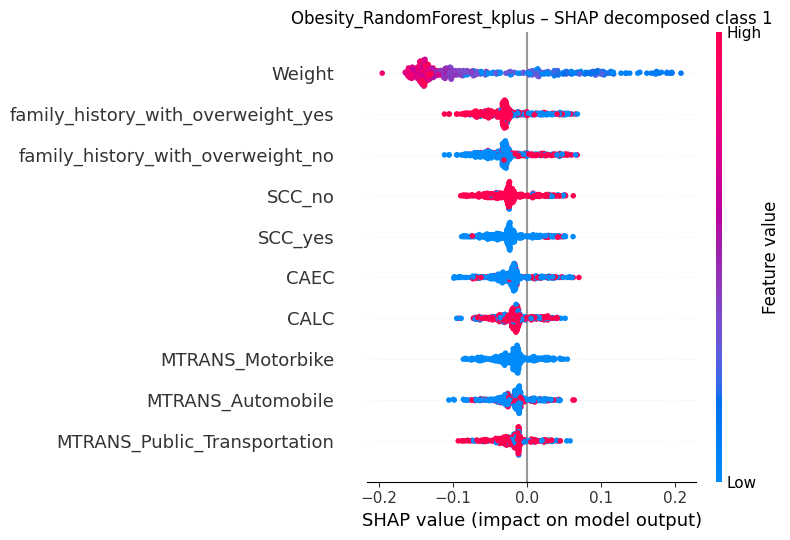 Obesity_RandomForest_kplus – SHAP decomposed class 1
High
Weight
family_history_with_overweight_yes
family_history_with_overweight_no
SCC_no
SCC_yes
CAEC
CALC
MTRANS_Motorbike
MTRANS_Automobile
MTRANS_Public_Transportation
Feature value
Low
−0.2 −0.1 0.0 0.1 0.2
SHAP value (impact on model output)